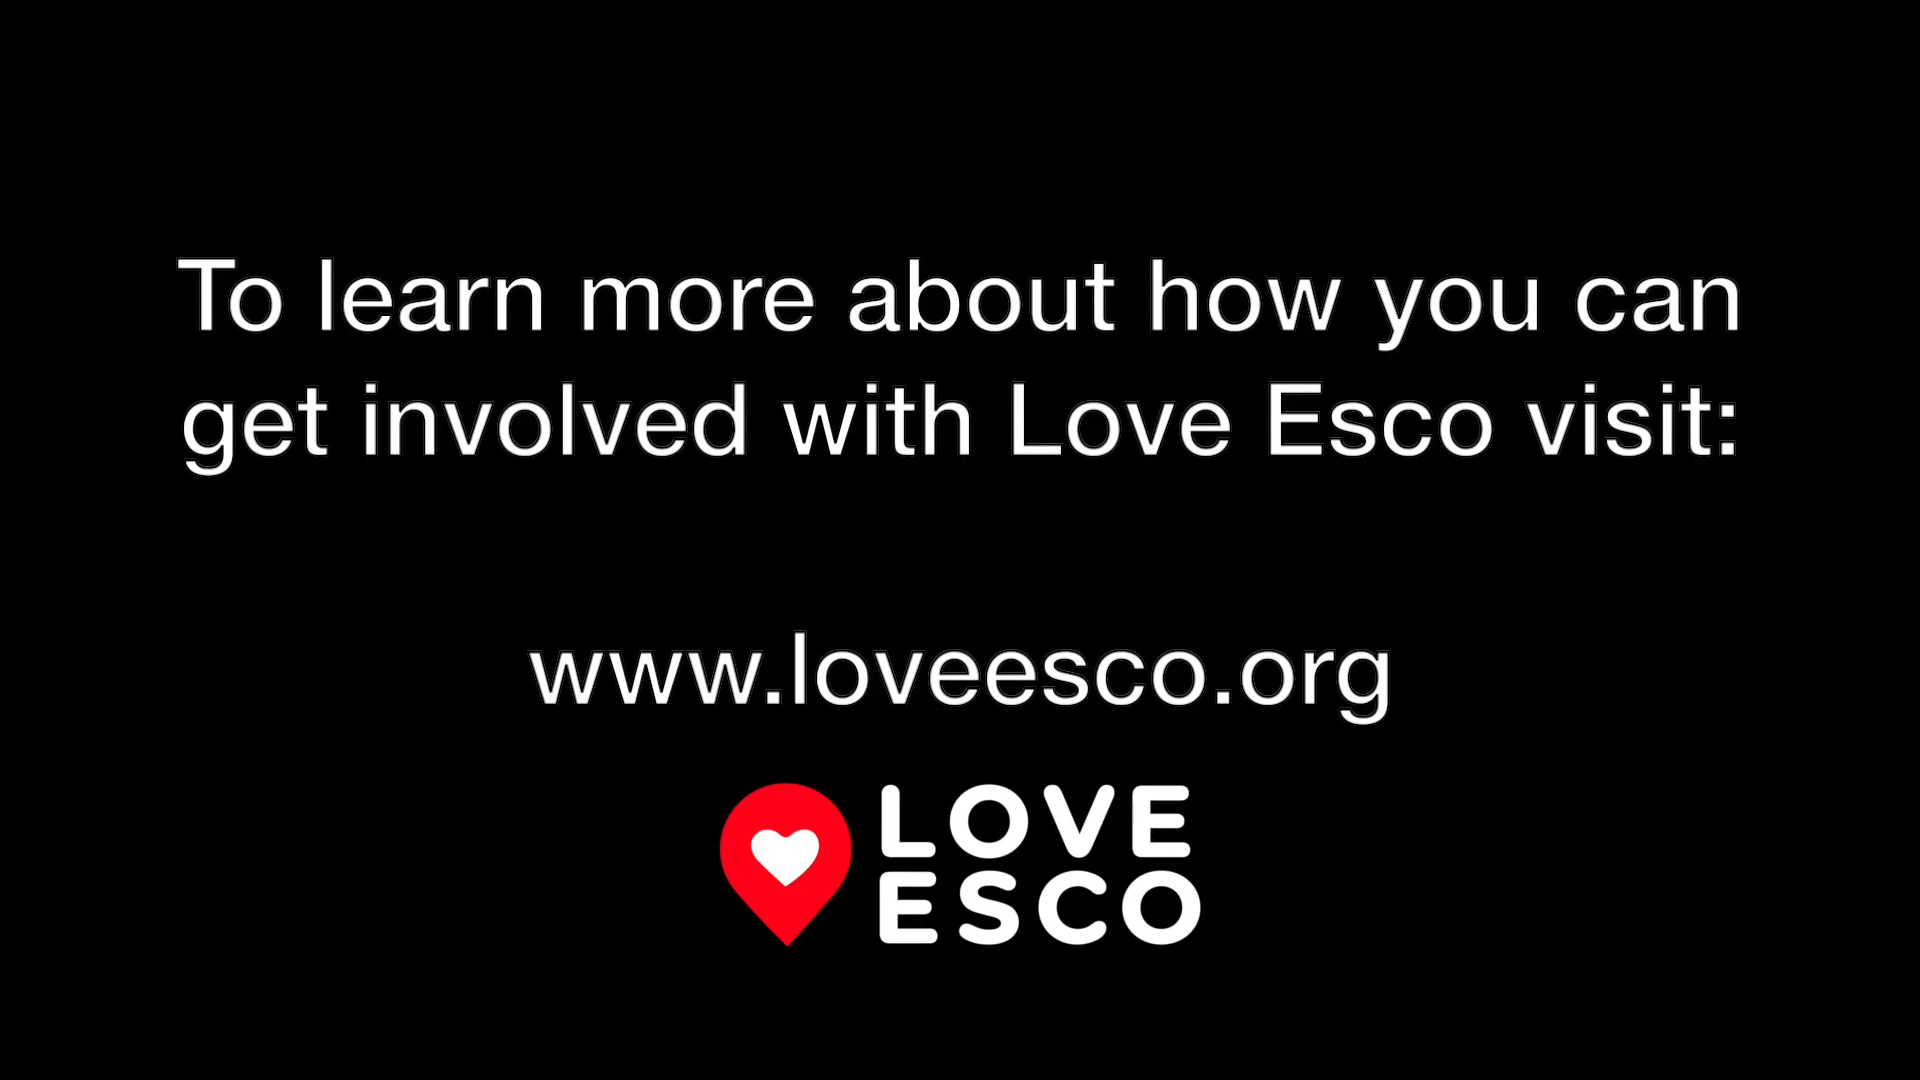 To learn more about how you can
get involved with Love Esco visit:
www.loveesco.org
LOVE
ESCO